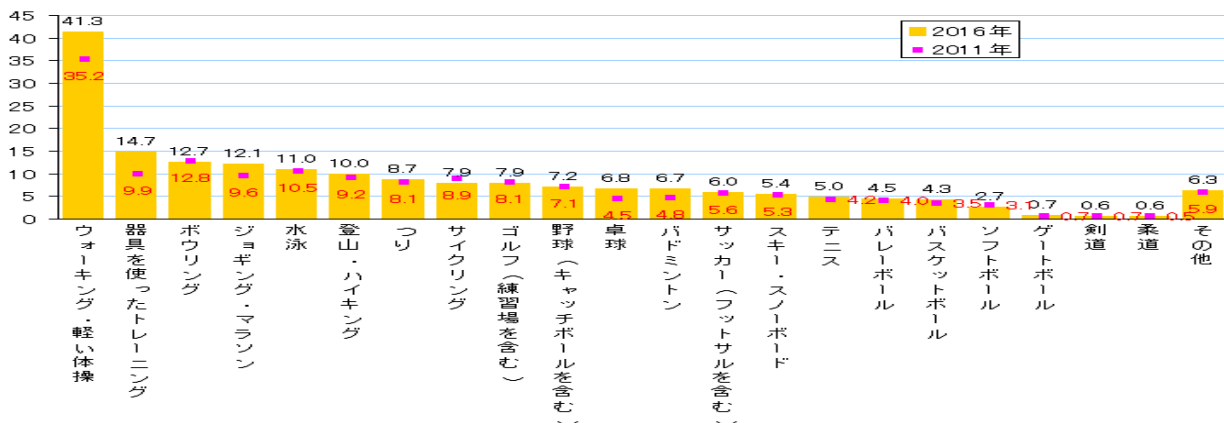 45
40
35
30
25
20
15
10
5
0
2016年
2011年
41.3
14.7
12.7
12.1
11.0
10.0
8.7
7.9
7.9
7.2
6.8
6.7
6.0
5.4
5.0
4.5
4.3
2.7
0.7
0.6
0.6
6.3
35.2
9.9
12.8
9.6
10.5
9.2
8.1
8.9
8.1
7.1
4.5
4.8
5.6
5.3
4.2
4.0
3.5
3.1
0.7
0.7
0.5
5.9
ウォーキング・軽い体操
器具を使ったトレーニング
ボウリング
ジョギング・マラソン
水泳
登山・ハイキング
つり
サイクリング
ゴルフ（練習場を含む）
野球（キャッチボールを含む）
卓球
バドミントン
サッカー（フットサルを含む）
スキー・スノーボード
テニス
バレーボール
バスケットボール
ソフトボール
ゲートボール
剣道
柔道
その他